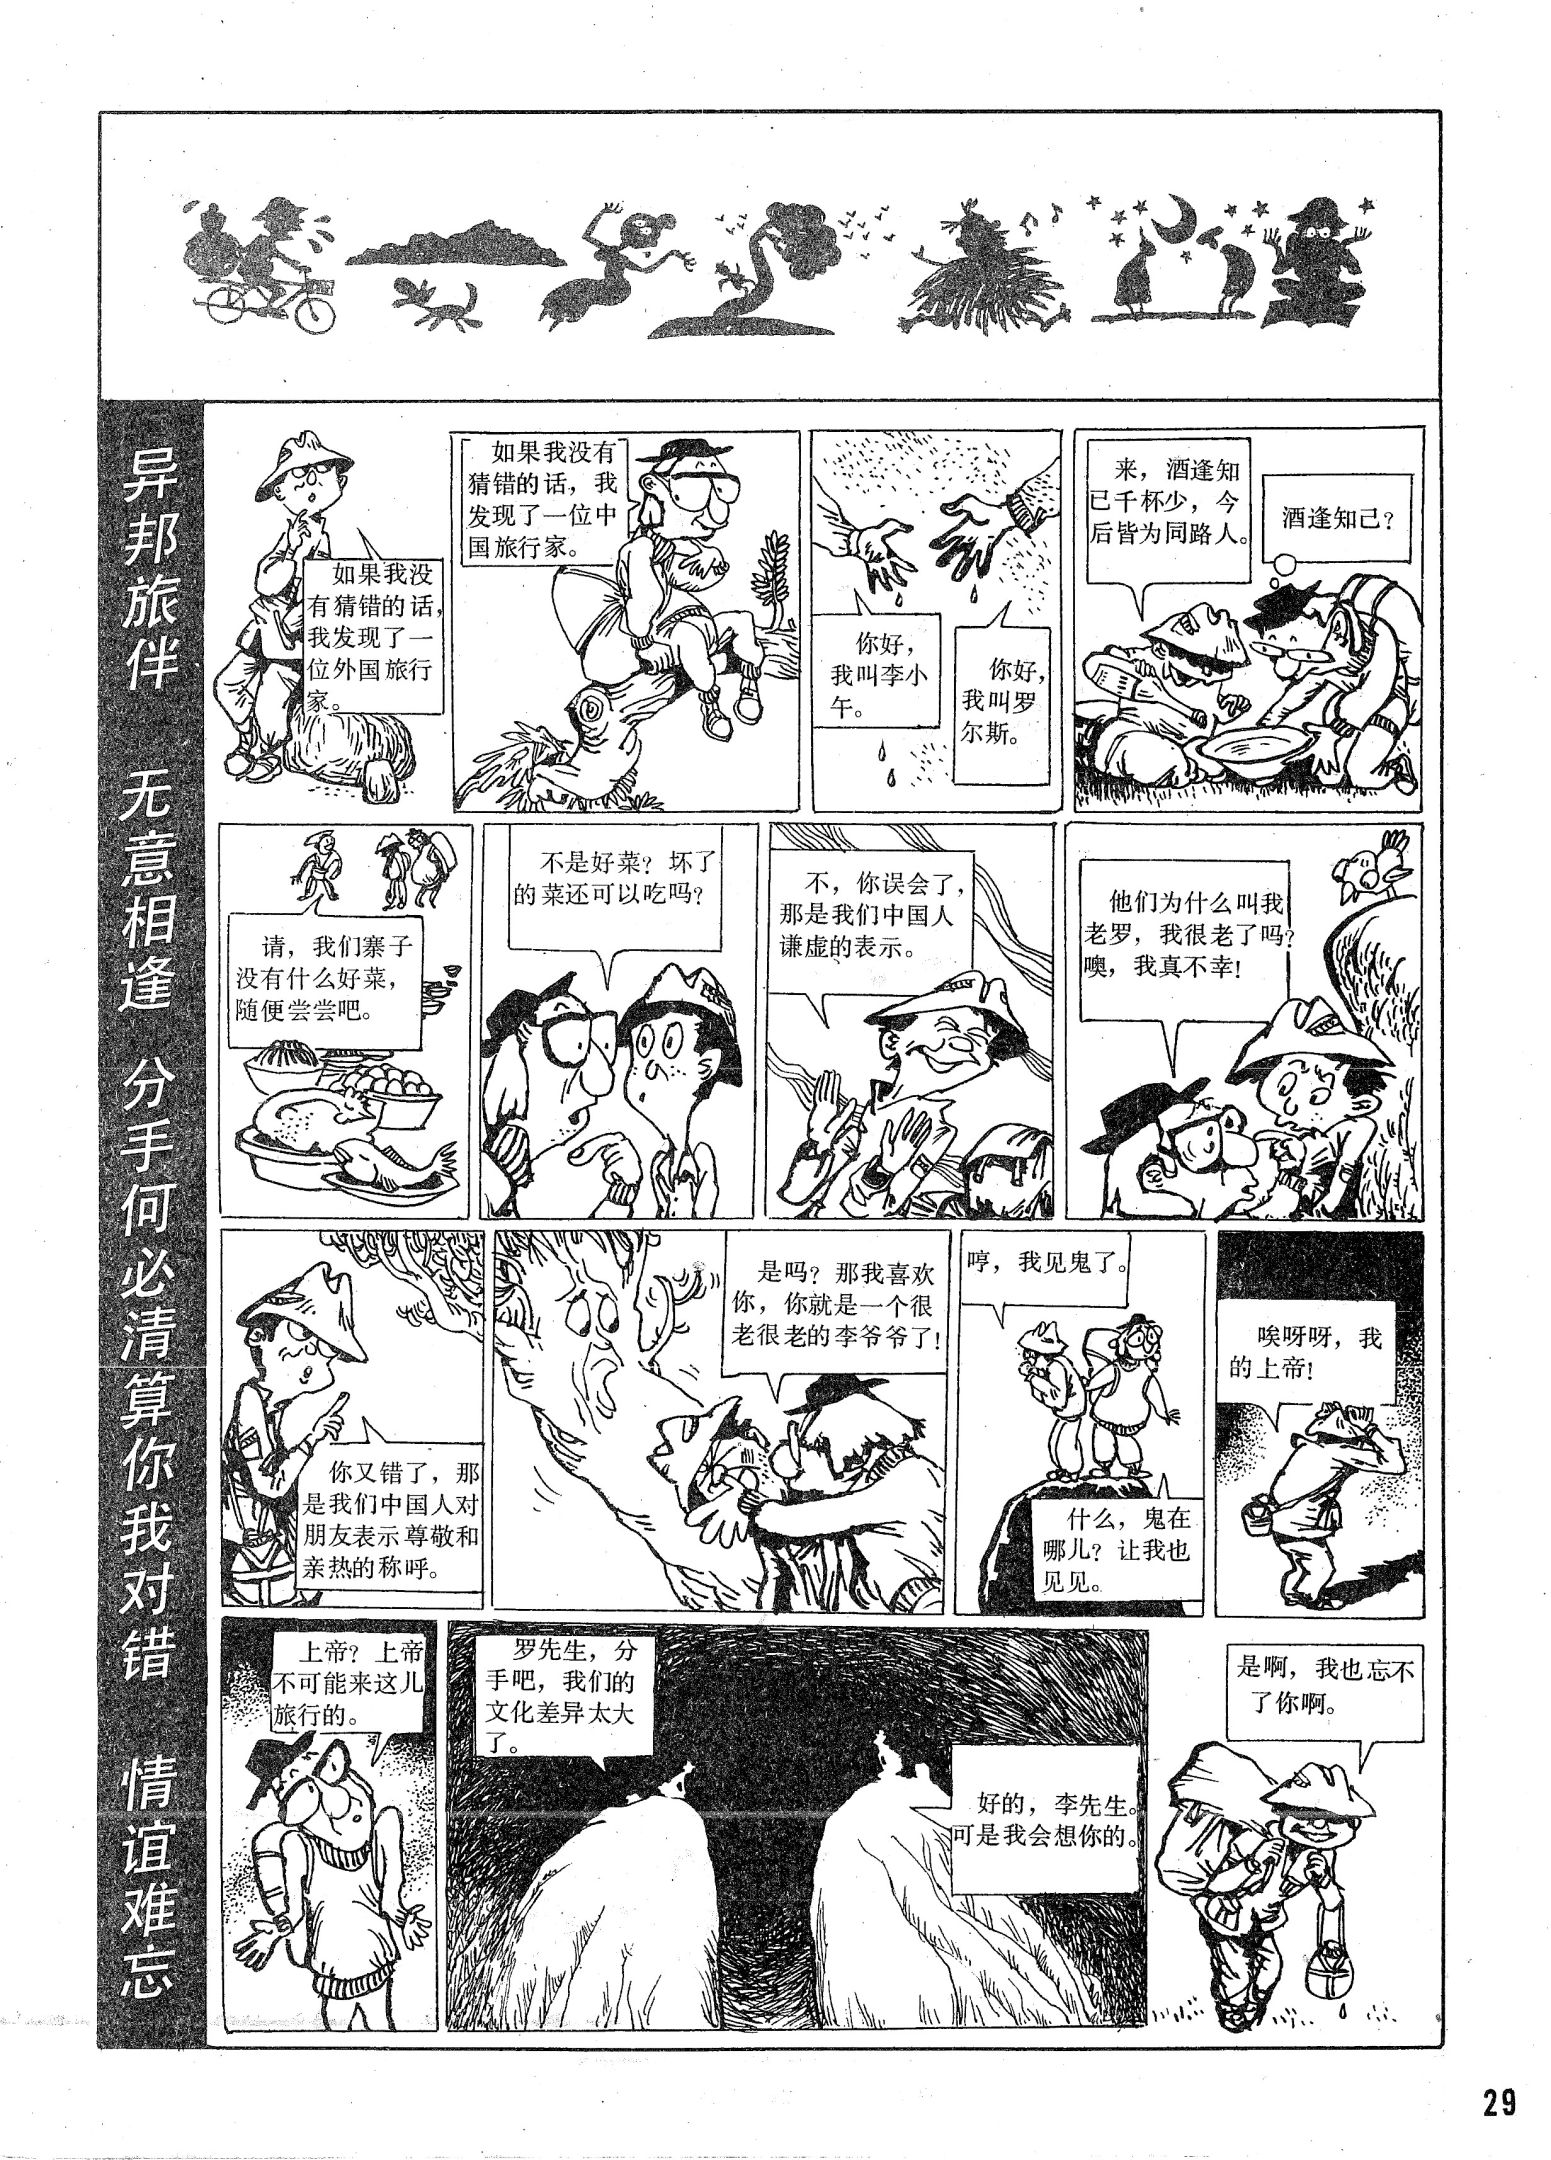 异邦旅伴 无意相逢 分手何必清算你我对错 情谊难忘
如果我没
有猜错的话，
我发现了一
位外国旅行
家。
如果我没有
猜错的话，我
发现了一位中
国旅行家。
你好，
我叫李小
午。
你好，
我叫罗
尔斯。
来，酒逢知
已千杯少，今
后皆为同路人。
酒逢知己？
请，我们寨子
没有什么好菜，
随便尝尝吧。
不是好菜？坏了
的菜还可以吃吗？
不，你误会了，
那是我们中国人
谦虚的表示。
他们为什么叫我
老罗，我很老了吗？
噢，我真不幸！
你又错了，那
是我们中国人对
朋友表示尊敬和
亲热的称呼。
是吗？那我喜欢
你，你就是一个很
老很老的李爷爷了！
哼，我见鬼了。
什么，鬼在
哪儿？让我也
见见。
唉呀呀，我
的上帝！
上帝？上帝
不可能来这儿
旅行的。
罗先生，分
手吧，我们的
文化差异太大
了。
好的，李先生。
可是我会想你的。
是啊，我也忘不
了你啊。
29